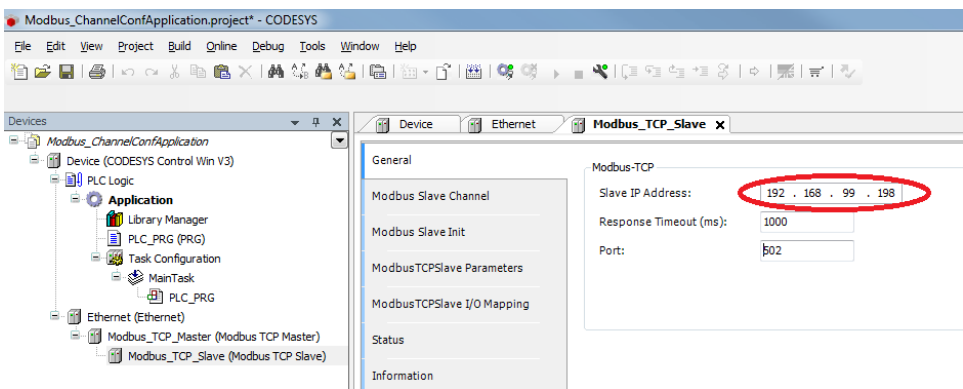 Modbus_ChannelConfApplication.project* - CODESYS
File Edit View Project Build Online Debug Tools Window Help
Devices
Modbus_ChannelConfApplication
Device (CODESYS Control Win V3)
PLC Logic
Application
Library Manager
PLC_PRG (PRG)
Task Configuration
MainTask
PLC_PRG
Ethernet (Ethernet)
Modbus_TCP_Master (Modbus TCP Master)
Modbus_TCP_Slave (Modbus TCP Slave)
Device Ethernet Modbus_TCP_Slave
General
Modbus Slave Channel
Modbus Slave Init
ModbusTCPSlave Parameters
ModbusTCPSlave I/O Mapping
Status
Information
Modbus-TCP
Slave IP Address: 192 . 168 . 99 . 198
Response Timeout (ms): 1000
Port: 502